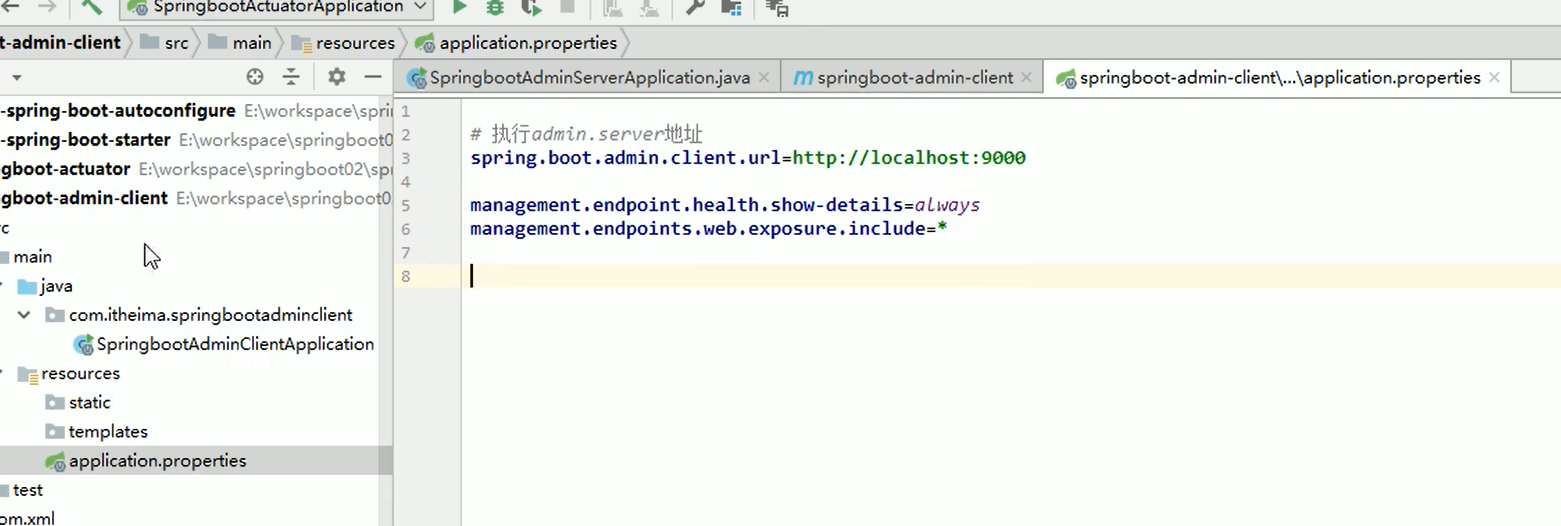 SpringbootActuatorApplication
t-admin-client src main resources application.properties
SpringbootAdminServerApplication.java springboot-admin-client springboot-admin-client\...\application.properties
-spring-boot-autoconfigure E:\workspace\spri
-spring-boot-starter E:\workspace\springboot0
gboot-actuator E:\workspace\springboot02\sp
gboot-admin-client E:\workspace\springboot0
rc
main
java
com.itheima.springbootadminclient
SpringbootAdminClientApplication
resources
static
templates
application.properties
test
om.xml
1
2 # 执行admin.server地址
3 spring.boot.admin.client.url=http://localhost:9000
4
5 management.endpoint.health.show-details=always
6 management.endpoints.web.exposure.include=*
7
8